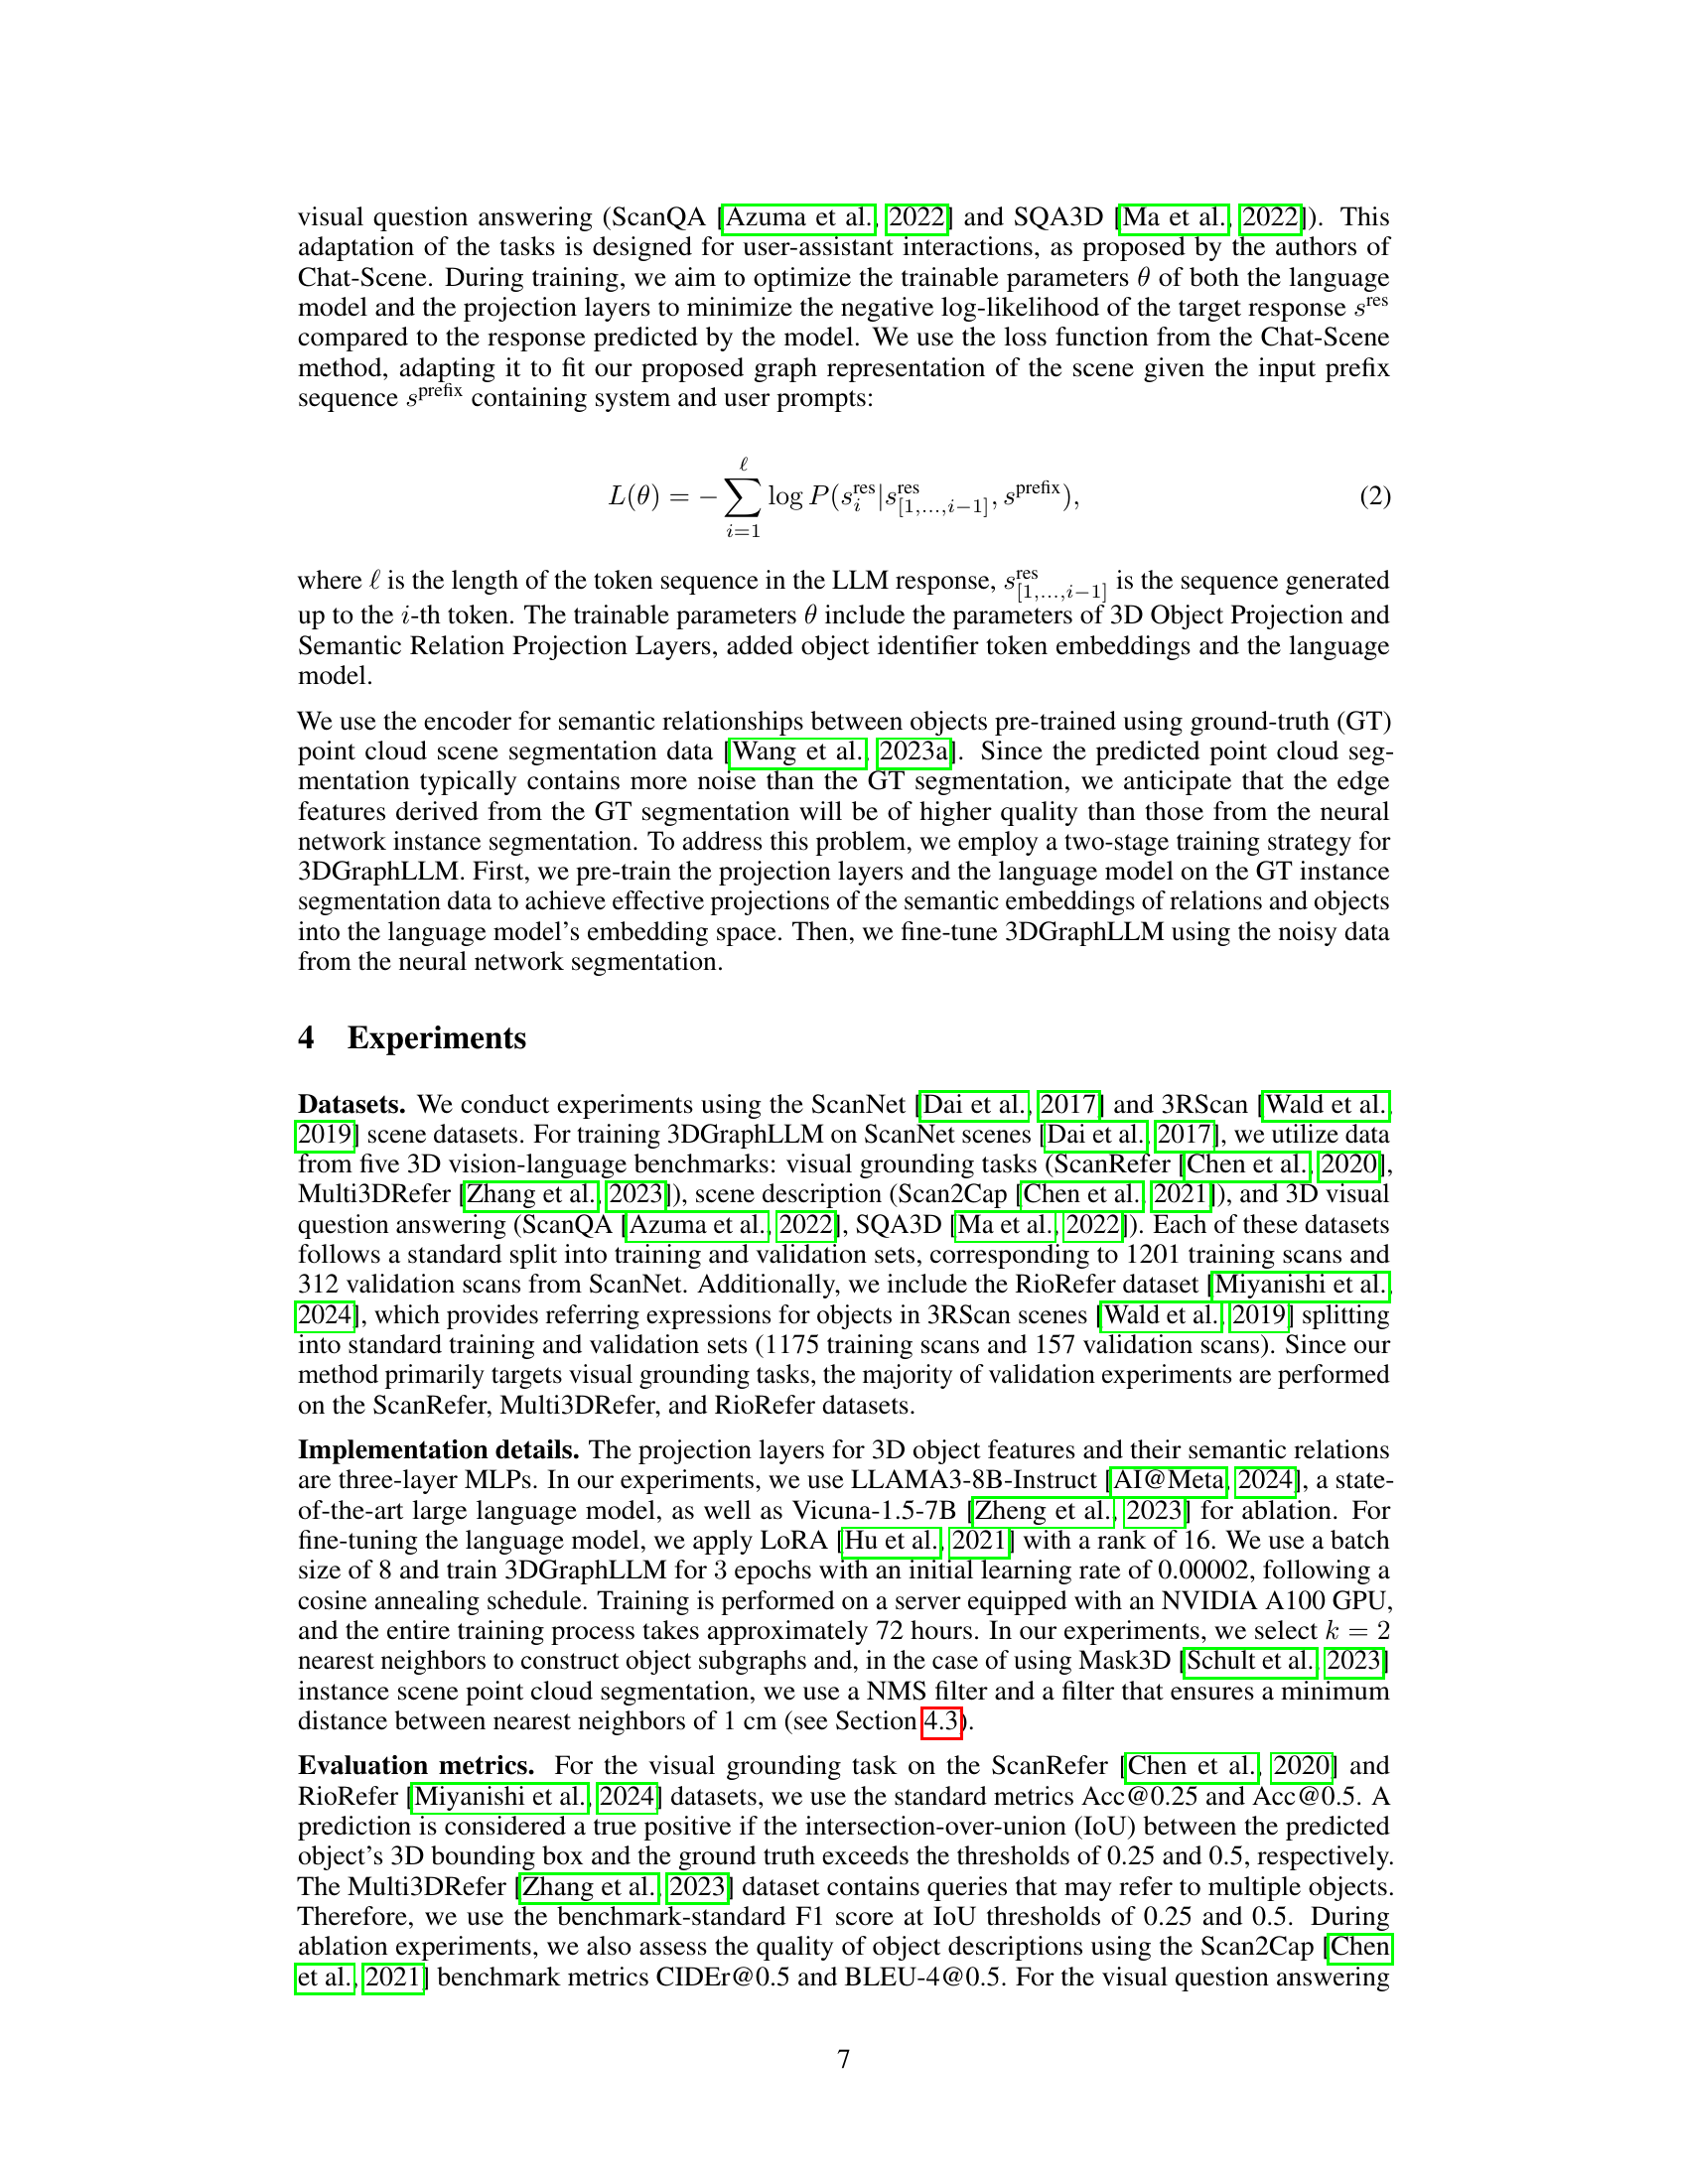 visual question answering (ScanQA [Azuma et al., 2022] and SQA3D [Ma et al., 2022]). This
adaptation of the tasks is designed for user-assistant interactions, as proposed by the authors of
Chat-Scene. During training, we aim to optimize the trainable parameters θ of both the language
model and the projection layers to minimize the negative log-likelihood of the target response s^res
compared to the response predicted by the model. We use the loss function from the Chat-Scene
method, adapting it to fit our proposed graph representation of the scene given the input prefix
sequence s^prefix containing system and user prompts:
L(θ) = − ∑_{i=1}^{ℓ} log P(s_i^res|s_{[1,...,i−1]}^res, s^prefix), (2)
where ℓ is the length of the token sequence in the LLM response, s_{[1,...,i−1]}^res is the sequence generated
up to the i-th token. The trainable parameters θ include the parameters of 3D Object Projection and
Semantic Relation Projection Layers, added object identifier token embeddings and the language
model.
We use the encoder for semantic relationships between objects pre-trained using ground-truth (GT)
point cloud scene segmentation data [Wang et al., 2023a]. Since the predicted point cloud seg-
mentation typically contains more noise than the GT segmentation, we anticipate that the edge
features derived from the GT segmentation will be of higher quality than those from the neural
network instance segmentation. To address this problem, we employ a two-stage training strategy for
3DGraphLLM. First, we pre-train the projection layers and the language model on the GT instance
segmentation data to achieve effective projections of the semantic embeddings of relations and objects
into the language model's embedding space. Then, we fine-tune 3DGraphLLM using the noisy data
from the neural network segmentation.
4 Experiments
Datasets. We conduct experiments using the ScanNet [Dai et al., 2017] and 3RScan [Wald et al.,
2019] scene datasets. For training 3DGraphLLM on ScanNet scenes [Dai et al., 2017], we utilize data
from five 3D vision-language benchmarks: visual grounding tasks (ScanRefer [Chen et al., 2020],
Multi3DRefer [Zhang et al., 2023]), scene description (Scan2Cap [Chen et al., 2021]), and 3D visual
question answering (ScanQA [Azuma et al., 2022], SQA3D [Ma et al., 2022]). Each of these datasets
follows a standard split into training and validation sets, corresponding to 1201 training scans and
312 validation scans from ScanNet. Additionally, we include the RioRefer dataset [Miyanishi et al.,
2024], which provides referring expressions for objects in 3RScan scenes [Wald et al., 2019] splitting
into standard training and validation sets (1175 training scans and 157 validation scans). Since our
method primarily targets visual grounding tasks, the majority of validation experiments are performed
on the ScanRefer, Multi3DRefer, and RioRefer datasets.
Implementation details. The projection layers for 3D object features and their semantic relations
are three-layer MLPs. In our experiments, we use LLAMA3-8B-Instruct [AI@Meta, 2024], a state-
of-the-art large language model, as well as Vicuna-1.5-7B [Zheng et al., 2023] for ablation. For
fine-tuning the language model, we apply LoRA [Hu et al., 2021] with a rank of 16. We use a batch
size of 8 and train 3DGraphLLM for 3 epochs with an initial learning rate of 0.00002, following a
cosine annealing schedule. Training is performed on a server equipped with an NVIDIA A100 GPU,
and the entire training process takes approximately 72 hours. In our experiments, we select k = 2
nearest neighbors to construct object subgraphs and, in the case of using Mask3D [Schult et al., 2023]
instance scene point cloud segmentation, we use a NMS filter and a filter that ensures a minimum
distance between nearest neighbors of 1 cm (see Section 4.3).
Evaluation metrics. For the visual grounding task on the ScanRefer [Chen et al., 2020] and
RioRefer [Miyanishi et al., 2024] datasets, we use the standard metrics Acc@0.25 and Acc@0.5. A
prediction is considered a true positive if the intersection-over-union (IoU) between the predicted
object's 3D bounding box and the ground truth exceeds the thresholds of 0.25 and 0.5, respectively.
The Multi3DRefer [Zhang et al., 2023] dataset contains queries that may refer to multiple objects.
Therefore, we use the benchmark-standard F1 score at IoU thresholds of 0.25 and 0.5. During
ablation experiments, we also assess the quality of object descriptions using the Scan2Cap [Chen
et al., 2021] benchmark metrics CIDEr@0.5 and BLEU-4@0.5. For the visual question answering
7